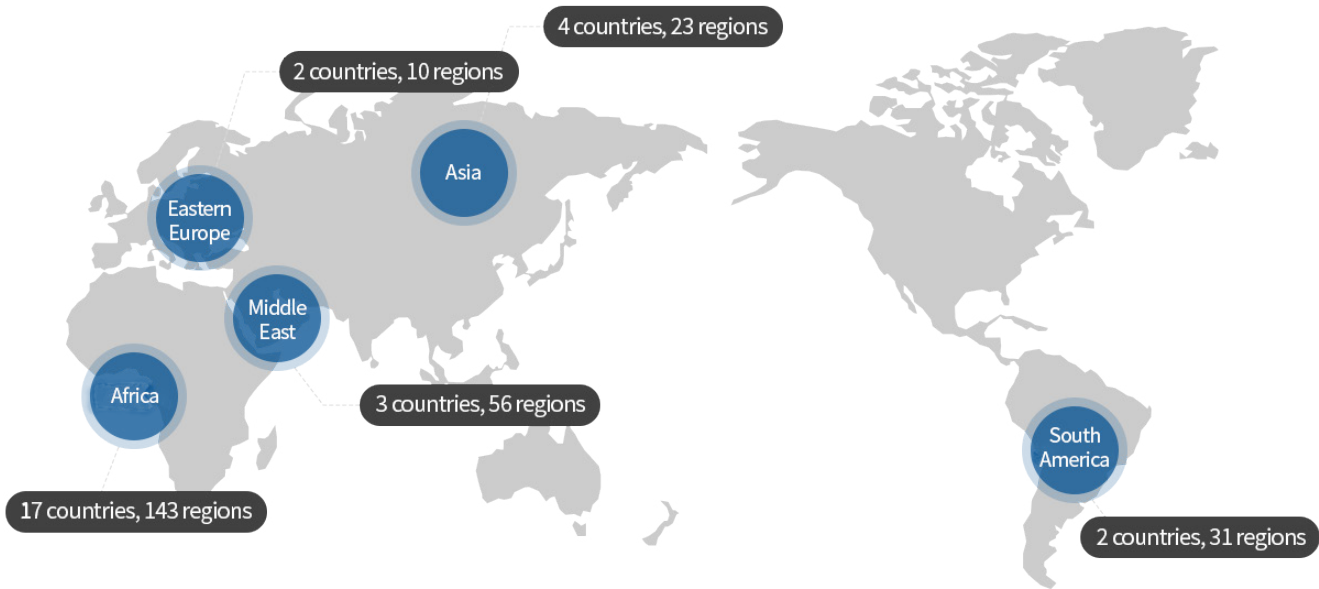 4 countries, 23 regions
2 countries, 10 regions
Asia
Eastern
Europe
Middle
East
3 countries, 56 regions
Africa
17 countries, 143 regions
South
America
2 countries, 31 regions